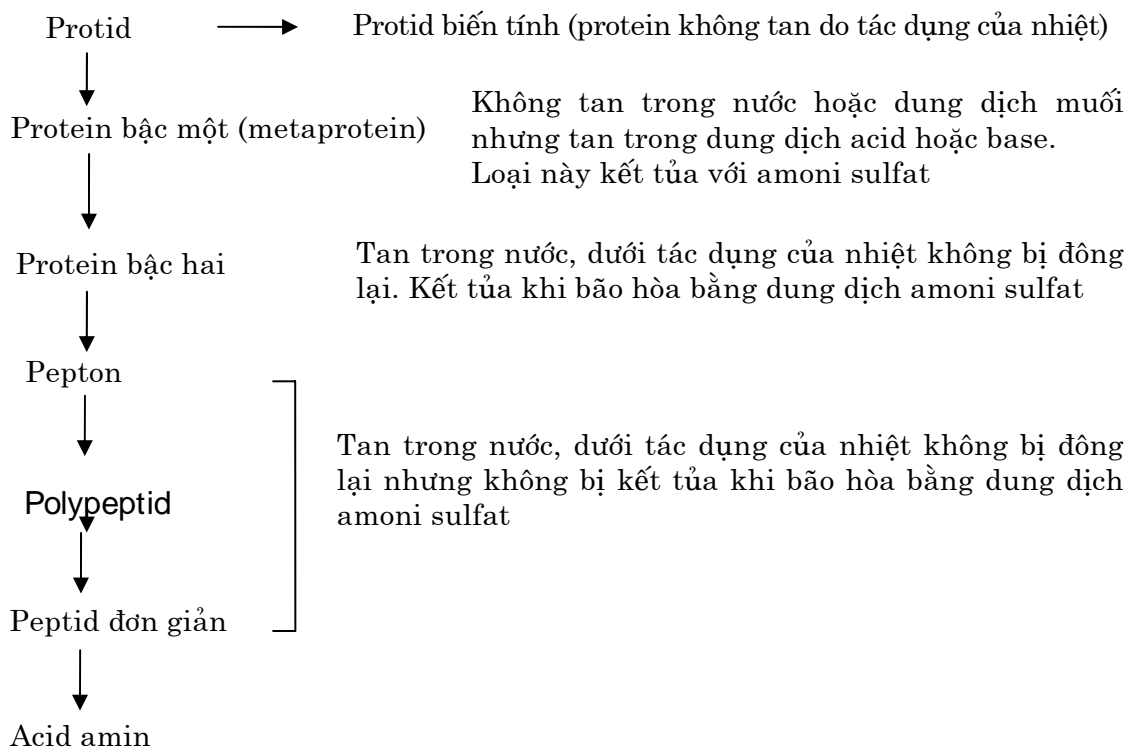 Protid
Protid biến tính (protein không tan do tác dụng của nhiệt)
Protein bậc một (metaprotein)
Không tan trong nước hoặc dung dịch muối
nhưng tan trong dung dịch acid hoặc base.
Loại này kết tủa với amoni sulfat
Protein bậc hai
Tan trong nước, dưới tác dụng của nhiệt không bị đông
lại. Kết tủa khi bão hòa bằng dung dịch amoni sulfat
Pepton
Tan trong nước, dưới tác dụng của nhiệt không bị đông
lại nhưng không bị kết tủa khi bão hòa bằng dung dịch
amoni sulfat
Polypeptid
Peptid đơn giản
Acid amin